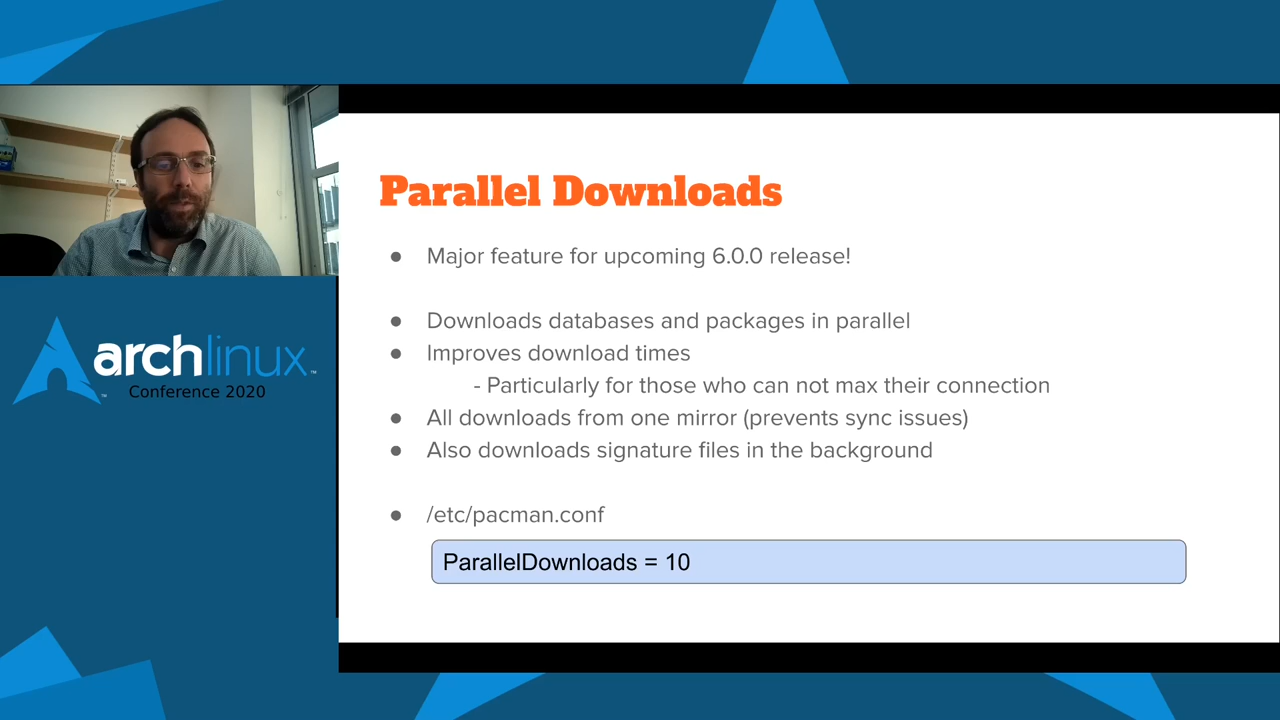 Parallel Downloads
● Major feature for upcoming 6.0.0 release!
● Downloads databases and packages in parallel
● Improves download times
- Particularly for those who can not max their connection
● All downloads from one mirror (prevents sync issues)
● Also downloads signature files in the background
● /etc/pacman.conf
ParallelDownloads = 10
archlinux™
Conference 2020
™